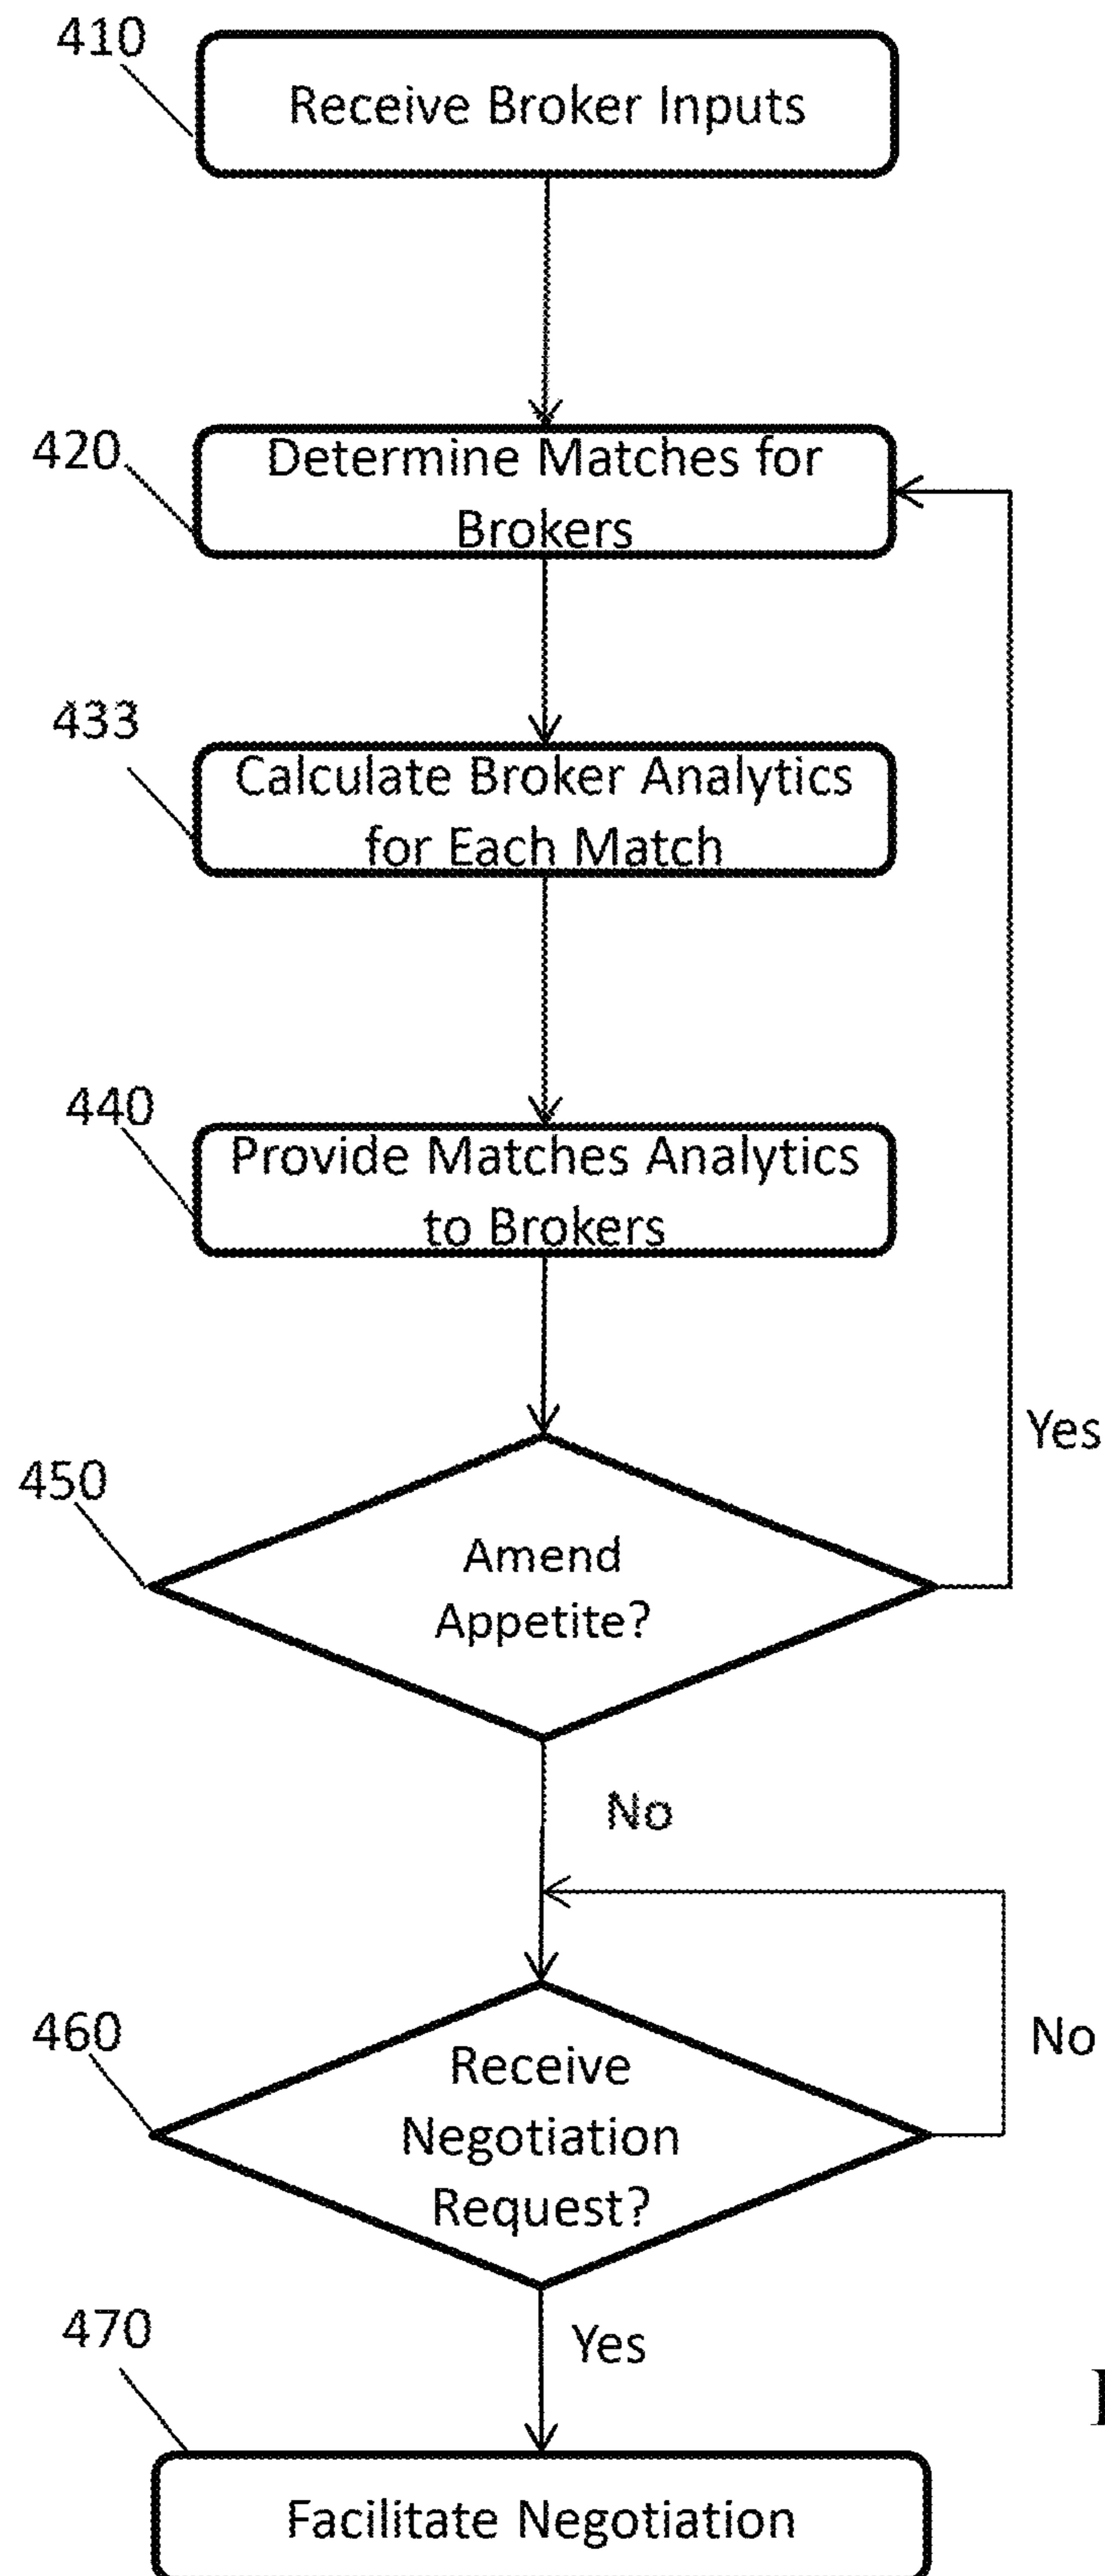 410
Receive Broker Inputs
420
Determine Matches for
Brokers
433
Calculate Broker Analytics
for Each Match
440
Provide Matches Analytics
to Brokers
Yes
450
Amend
Appetite?
No
460
Receive
Negotiation
Request?
No
470
Yes
Facilitate Negotiation